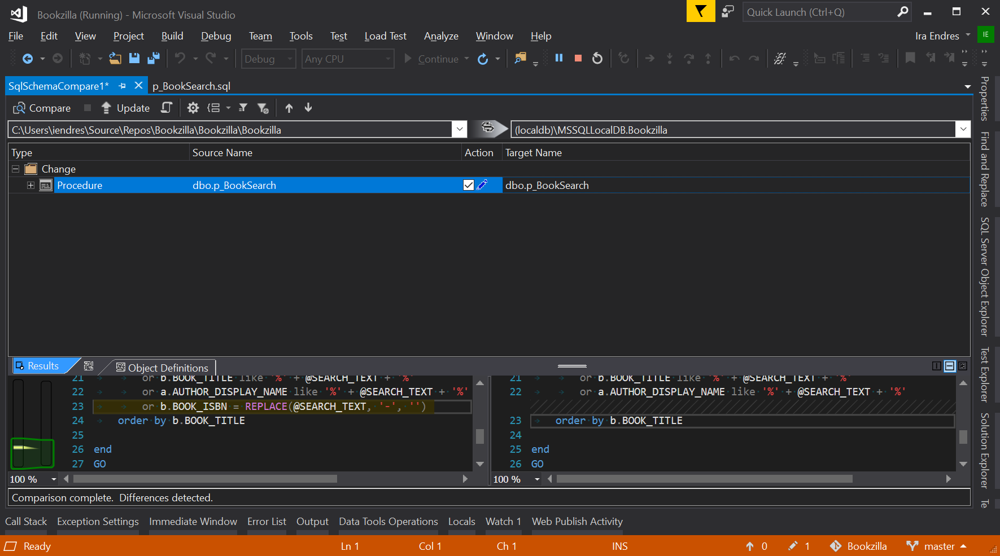 Bookzilla (Running) - Microsoft Visual Studio
Quick Launch (Ctrl+Q)
File Edit View Project Build Debug Team Tools Test Load Test Analyze Window Help
Ira Endres IE
Debug Any CPU Continue
SqlSchemaCompare1* p_BookSearch.sql
Compare Update
C:\Users\iendres\Source\Repos\Bookzilla\Bookzilla\Bookzilla (localdb)\MSSQLLocalDB.Bookzilla
Type Source Name Action Target Name
Change
Procedure dbo.p_BookSearch dbo.p_BookSearch
Results Object Definitions
21 or b.BOOK_TITLE like '%' + @SEARCH_TEXT + '%'
22 or a.AUTHOR_DISPLAY_NAME like '%' + @SEARCH_TEXT + '%'
23 or b.BOOK_ISBN = REPLACE(@SEARCH_TEXT, '-', '')
24 order by b.BOOK_TITLE
25
26 end
27 GO
100 %
21 or b.BOOK_TITLE like '%' + @SEARCH_TEXT + '%'
22 or a.AUTHOR_DISPLAY_NAME like '%' + @SEARCH_TEXT + '%'
23 order by b.BOOK_TITLE
24
25 end
26 GO
100 %
Comparison complete. Differences detected.
Properties
Find and Replace
SQL Server Object Explorer
Test Explorer
Solution Explorer
Te
Call Stack Exception Settings Immediate Window Error List Output Data Tools Operations Locals Watch 1 Web Publish Activity
Ready Ln 1 Col 1 Ch 1 INS 0 1 Bookzilla master